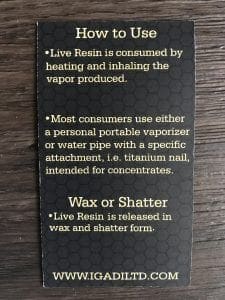 How to Use
•Live Resin is consumed by
heating and inhaling the
vapor produced.
•Most consumers use either
a personal portable vaporizer
or water pipe with a specific
attachment, i.e. titanium nail,
intended for concentrates.
Wax or Shatter
•Live Resin is released in
wax and shatter form.
WWW.IGADILTD.COM